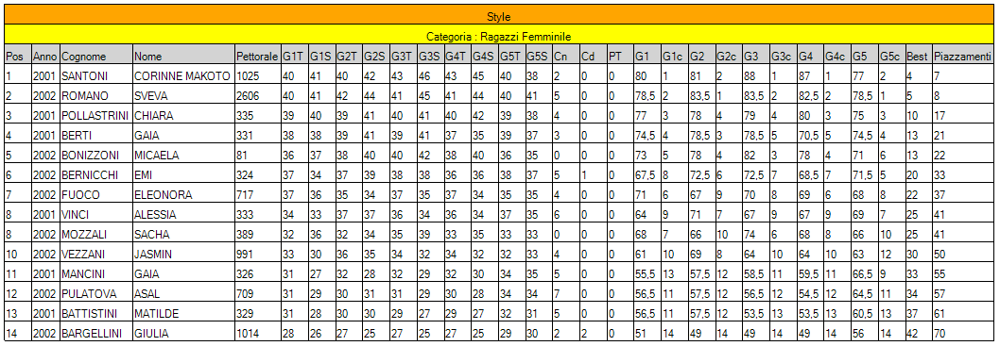 Style
Categoria : Ragazzi Femminile
Pos Anno Cognome Nome Pettorale G1T G1S G2T G2S G3T G3S G4T G4S G5T G5S Cn Cd PT G1 G1c G2 G2c G3 G3c G4 G4c G5 G5c Best Piazzamenti
1 2001 SANTONI CORINNE MAKOTO 1025 40 41 40 42 43 46 43 45 40 38 2 0 0 80 1 81 2 88 1 87 1 77 2 4 7
2 2002 ROMANO SVEVA 2606 40 41 42 44 41 45 41 44 40 41 5 0 0 78,5 2 83,5 1 83,5 2 82,5 2 78,5 1 5 8
3 2001 POLLASTRINI CHIARA 335 39 40 39 41 40 41 40 42 39 38 4 0 0 77 3 78 4 79 4 80 3 75 3 10 17
4 2001 BERTI GAIA 331 38 38 39 41 39 41 37 35 39 37 3 0 0 74,5 4 78,5 3 78,5 5 70,5 5 74,5 4 13 21
5 2002 BONIZZONI MICAELA 81 36 37 38 40 40 42 38 40 36 35 0 0 0 73 5 78 4 82 3 78 4 71 6 13 22
6 2002 BERNICCHI EMI 324 37 34 37 39 38 38 36 36 38 37 5 1 0 67,5 8 72,5 6 72,5 7 68,5 7 71,5 5 20 33
7 2002 FUOCO ELEONORA 717 37 36 35 34 37 35 37 34 35 35 4 0 0 71 6 67 9 70 8 69 6 68 8 22 37
8 2001 VINCI ALESSIA 333 34 33 37 37 36 34 36 34 37 35 6 0 0 64 9 71 7 67 9 67 9 69 7 25 41
8 2002 MOZZALI SACHA 389 32 36 32 34 35 39 33 35 33 33 0 0 0 68 7 66 10 74 6 68 8 66 10 25 41
10 2002 VEZZANI JASMIN 991 33 30 36 35 34 32 34 32 32 33 4 0 0 61 10 69 8 64 10 64 10 63 12 30 50
11 2001 MANCINI GAIA 326 31 27 32 28 32 29 32 30 34 35 5 0 0 55,5 13 57,5 12 58,5 11 59,5 11 66,5 9 33 55
12 2002 PULATOVA ASAL 709 31 29 30 31 31 29 30 28 34 34 7 0 0 56,5 11 57,5 12 56,5 12 54,5 12 64,5 11 34 57
13 2001 BATTISTINI MATILDE 329 31 28 30 30 29 27 29 27 32 31 5 0 0 56,5 11 57,5 12 53,5 13 53,5 13 60,5 13 37 61
14 2002 BARGELLINI GIULIA 1014 28 26 27 25 27 25 27 25 29 30 2 2 0 51 14 49 14 49 14 49 14 56 14 42 70